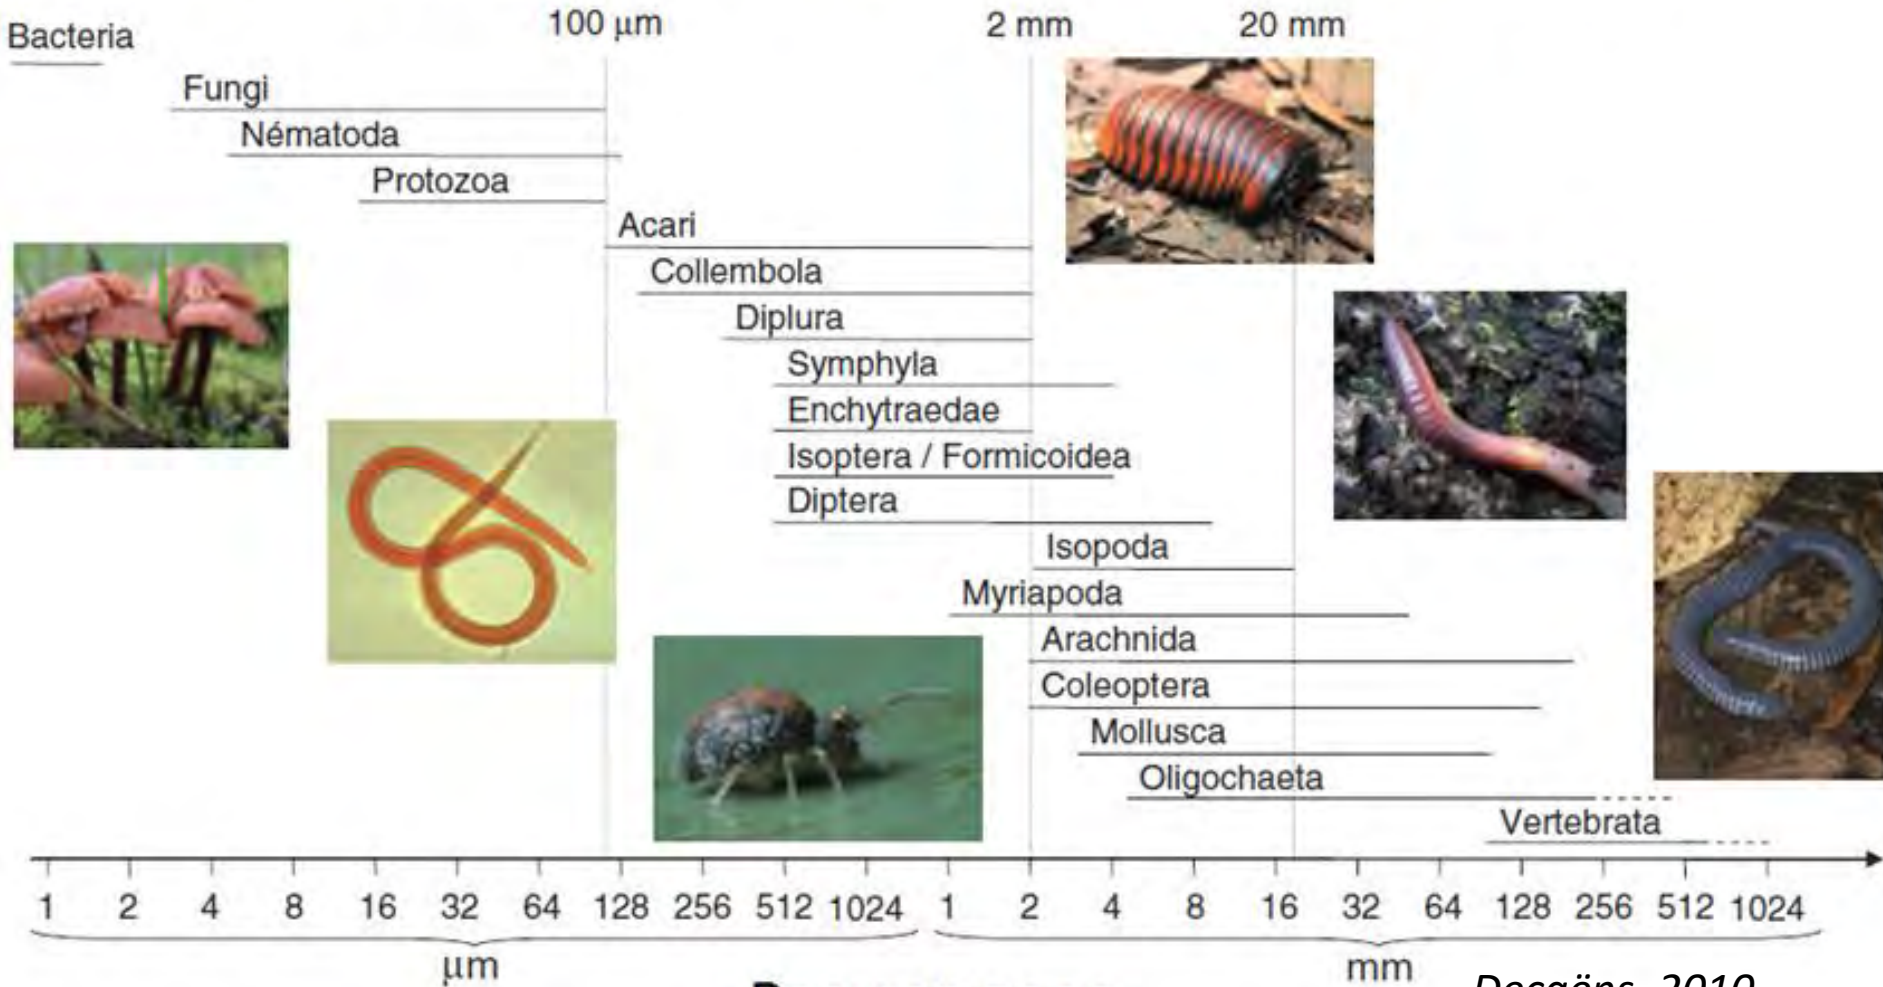 100 µm 2 mm 20 mm
Bacteria
Fungi
Nématoda
Protozoa
Acari
Collembola
Diplura
Symphyla
Enchytraedae
Isoptera / Formicoidea
Diptera
Isopoda
Myriapoda
Arachnida
Coleoptera
Mollusca
Oligochaeta
Vertebrata
1 2 4 8 16 32 64 128 256 512 1024 1 2 4 8 16 32 64 128 256 512 1024
µm mm
2010